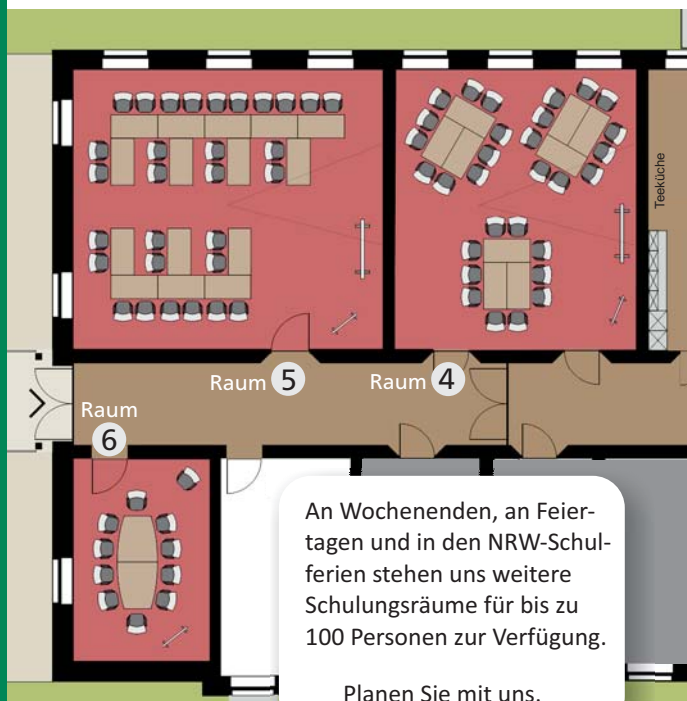 Teeküche
Raum 5
Raum 4
Raum
6
An Wochenenden, an Feier-
tagen und in den NRW-Schul-
ferien stehen uns weitere
Schulungsräume für bis zu
100 Personen zur Verfügung.
Planen Sie mit uns.